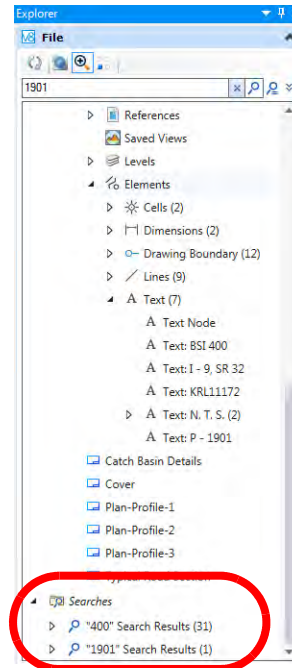 Explorer
File
1901
References
Saved Views
Levels
Elements
Cells (2)
Dimensions (2)
Drawing Boundary (12)
Lines (9)
A Text (7)
A Text Node
A Text: BSI 400
A Text: I - 9, SR 32
A Text: KRL11172
A Text: N. T. S. (2)
A Text: P - 1901
Catch Basin Details
Cover
Plan-Profile-1
Plan-Profile-2
Plan-Profile-3
Searches
"400" Search Results (31)
"1901" Search Results (1)